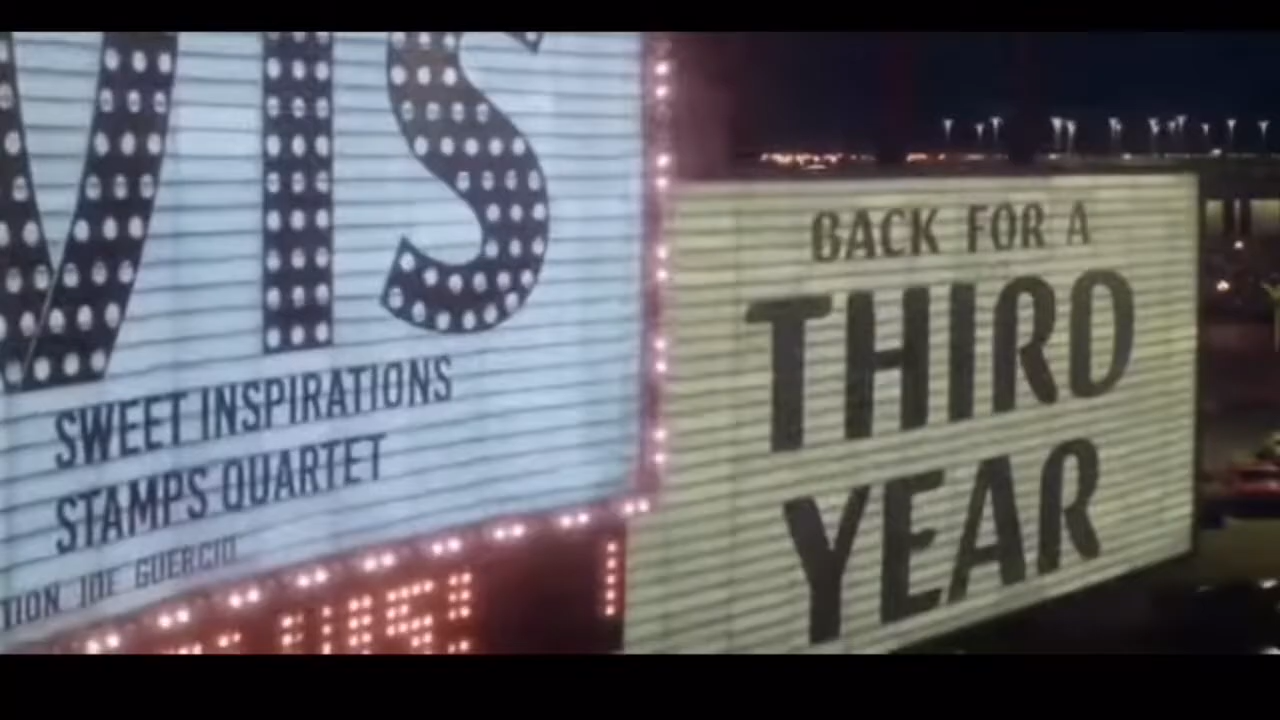 VIS
SWEET INSPIRATIONS
STAMPS QUARTET
TION JOE GUERCIO
BACK FOR A
THIRD
YEAR